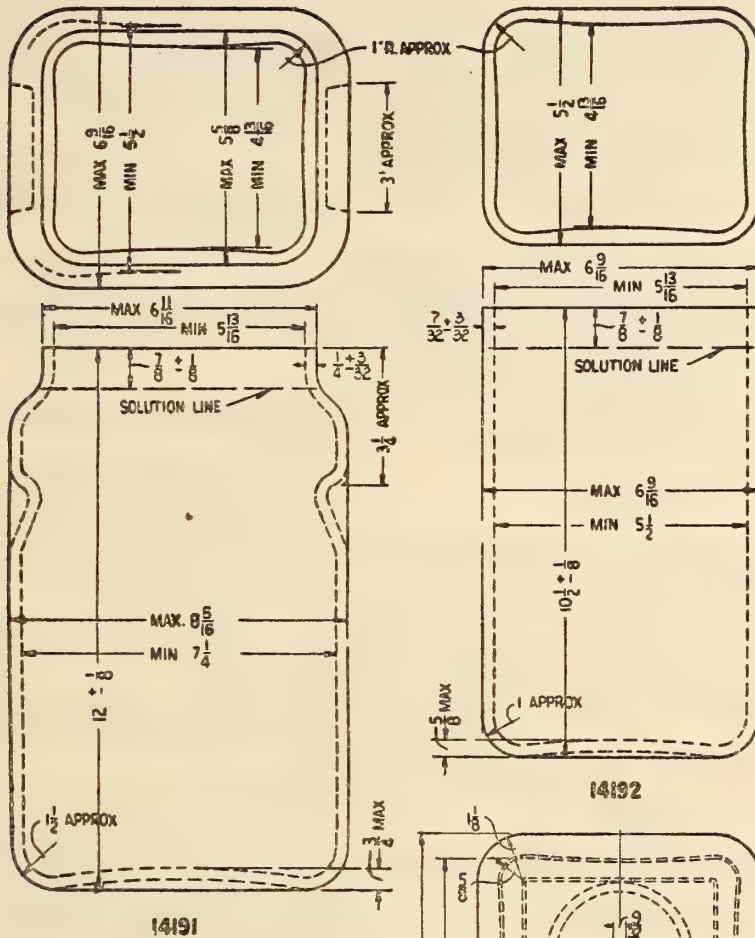 MAX 6 9/16
MIN 5 1/2
MAX 5 5/8
MIN 4 13/16
1"R. APPROX
3' APPROX
MAX 5 1/2
MIN 4 13/16
MAX 6 11/16
MIN 5 13/16
7/8 ± 1/8
1/4 ± 3/32
SOLUTION LINE
3 1/4 APPROX
MAX. 8 5/16
MIN 7 1/4
12 ± 1/8
1 1/2 APPROX
3/4 MAX
14191
MAX 6 9/16
MIN 5 13/16
7/32 ± 3/32
7/8 ± 1/8
SOLUTION LINE
MAX 6 9/16
MIN 5 1/2
10 1/2 ± 1/8
1 APPROX
5/8 MAX
14192
1 1/8
9/32